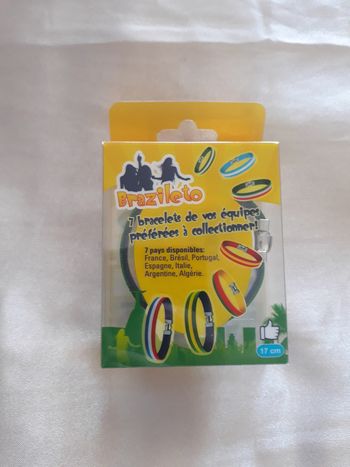 Brazileto
7 bracelets de vos équipes
préférées à collectionner!
7 pays disponibles:
France, Brésil, Portugal,
Espagne, Italie,
Argentine, Algérie.
17 cm